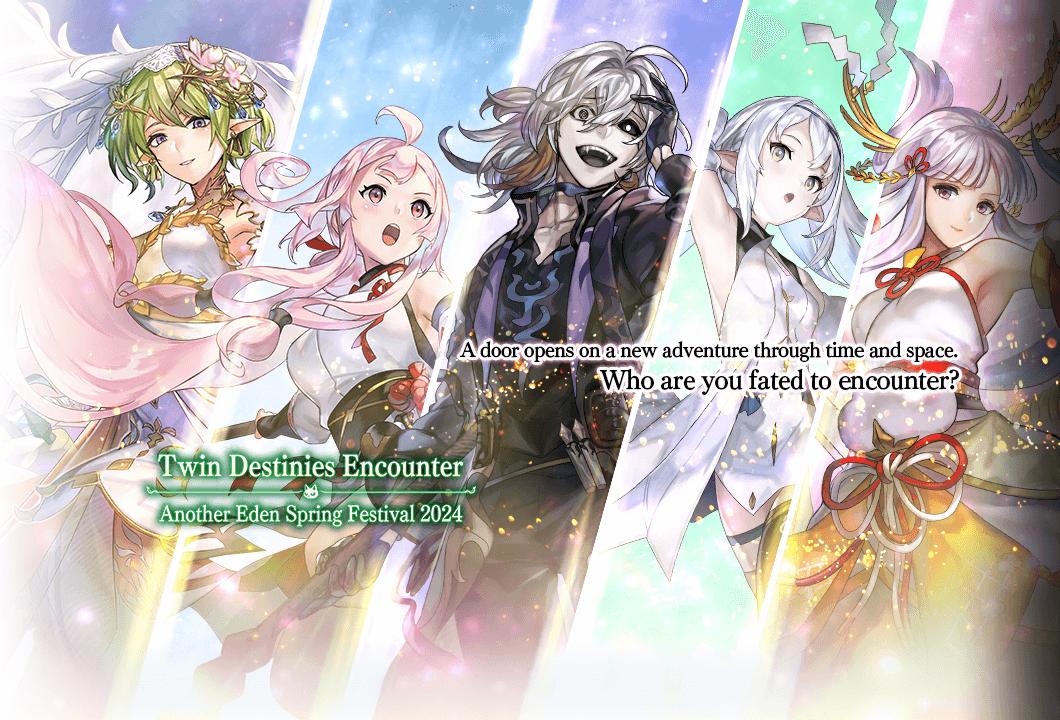 A door opens on a new adventure through time and space.
Who are you fated to encounter?
Twin Destinies Encounter
Another Eden Spring Festival 2024